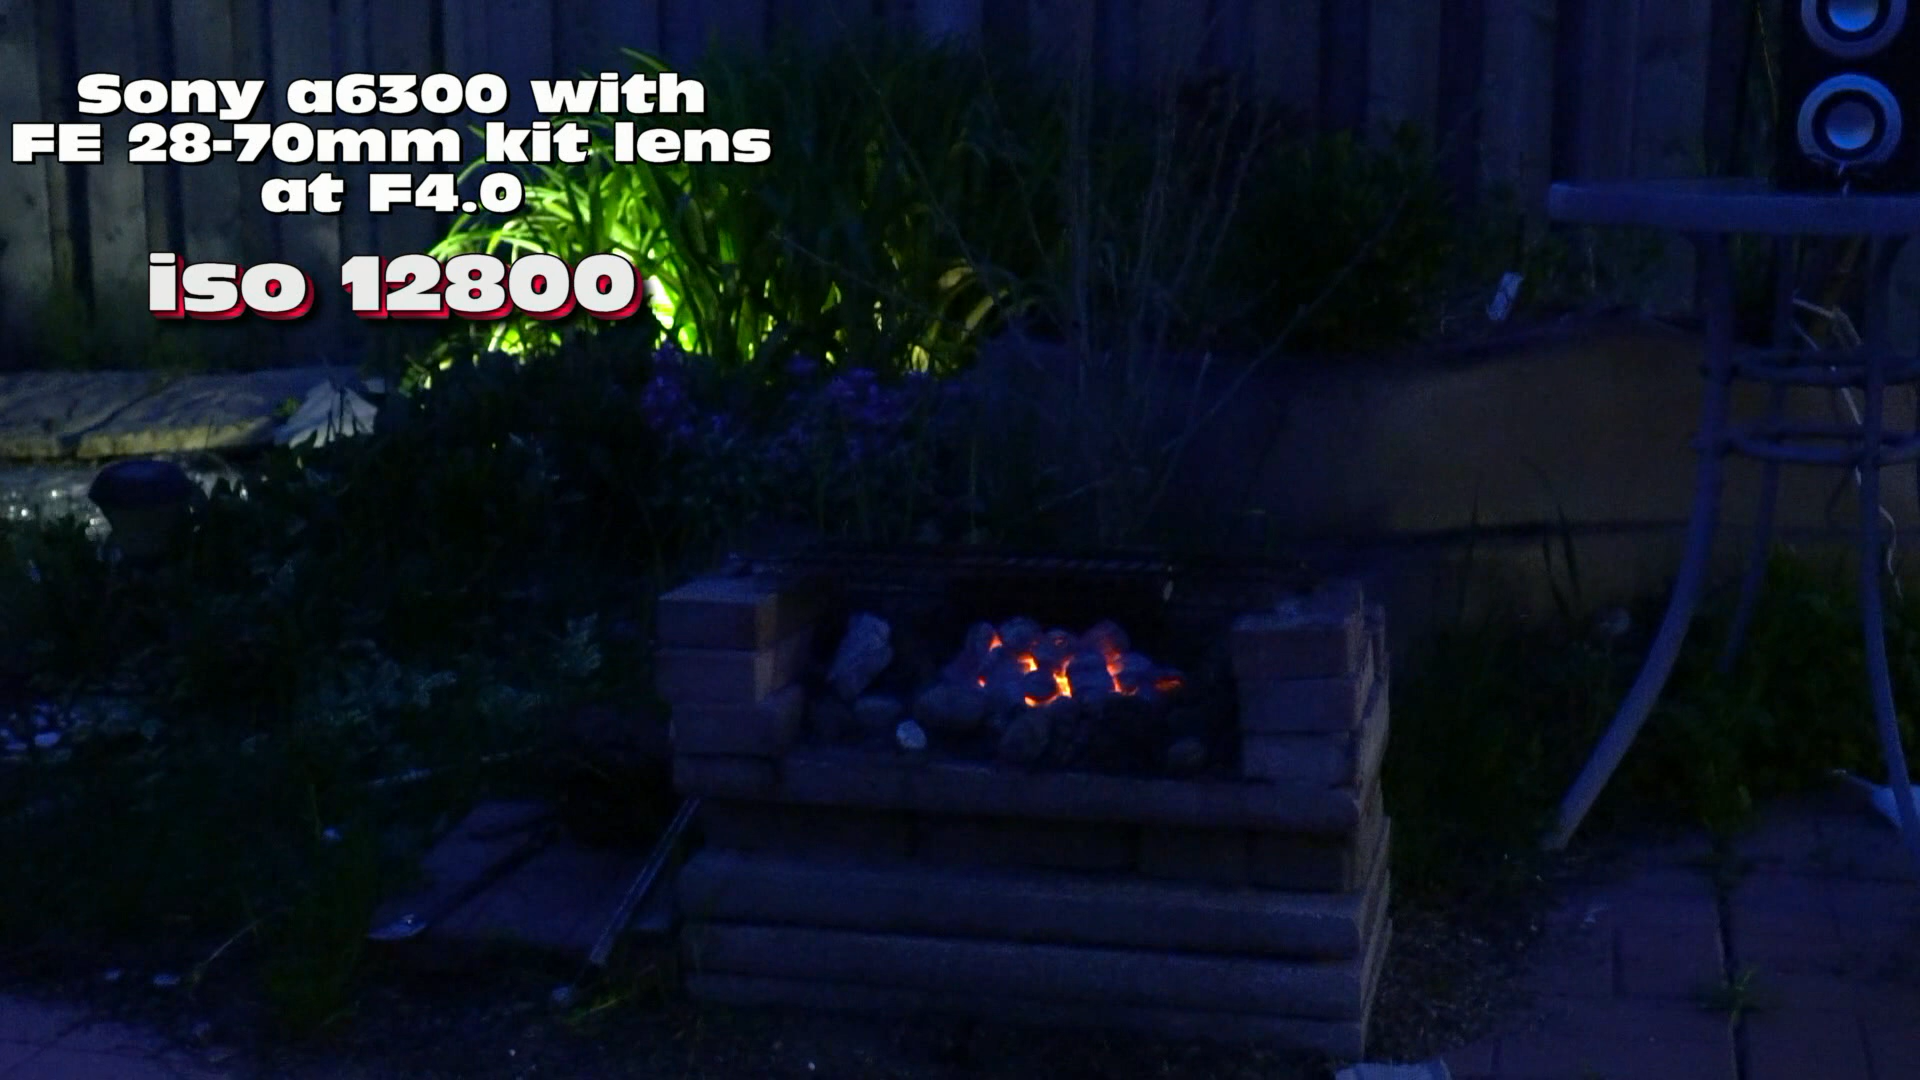 Sony a6300 with
FE 28-70mm kit lens
at F4.0
iso 12800